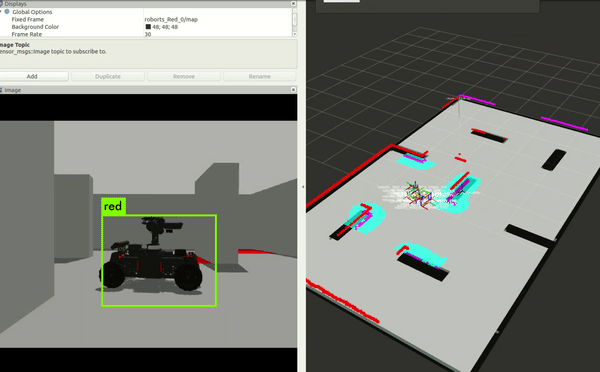 Displays
Global Options
Fixed Frame roborts_Red_0/map
Background Color 48; 48; 48
Frame Rate 30
mage Topic
ensor_msgs::Image topic to subscribe to.
Add Duplicate Remove Rename
Image
red